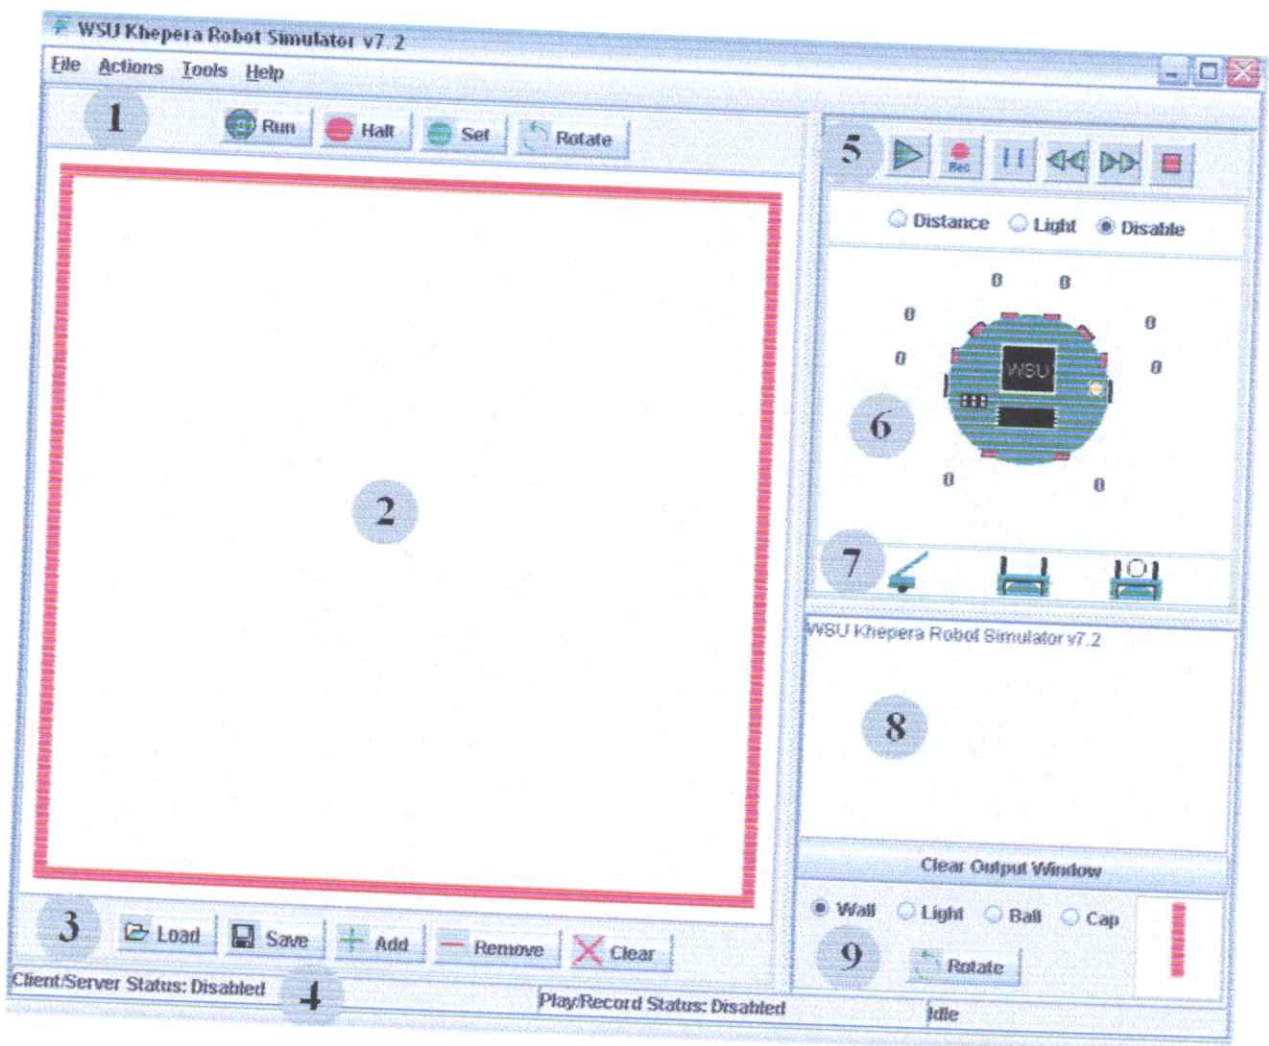 WSU Khepera Robot Simulator v7.2
File Actions Tools Help
1 Run Halt Set Rotate
5 Rec
Distance Light Disable
0 0
0 0
0 0
WSU
6
0 0
2
7
WSU Khepera Robot Simulator v7.2
8
Clear Output Window
Wall Light Ball Cap
9 Rotate
3 Load Save Add Remove Clear
Client/Server Status: Disabled 4 Play/Record Status: Disabled Idle